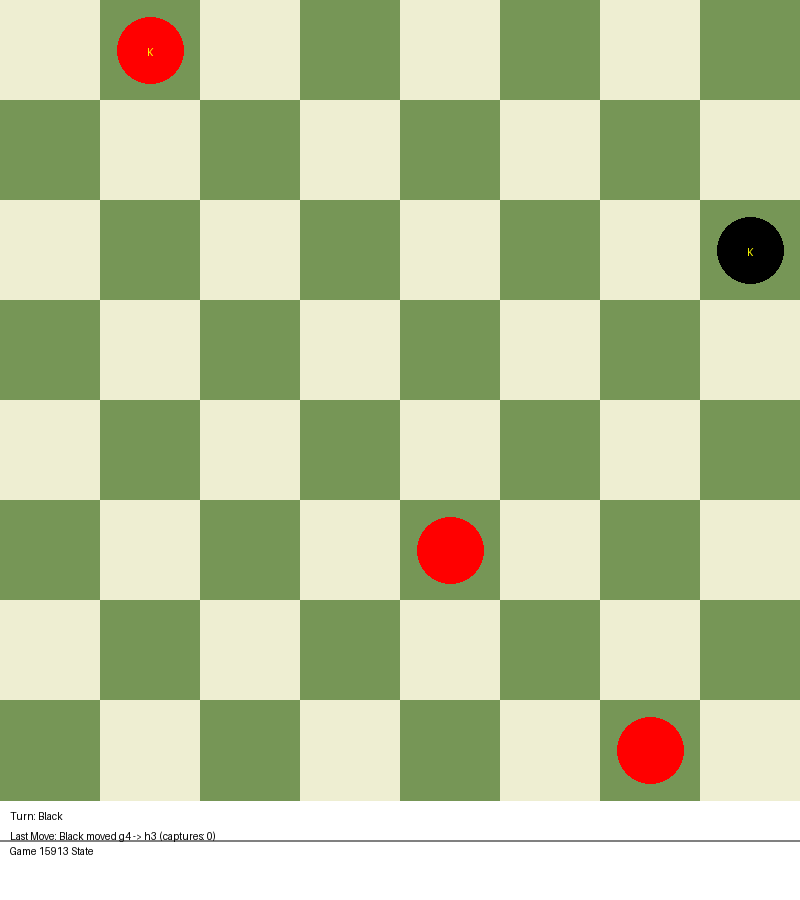 K
K
Turn: Black
Last Move: Black moved g4 -> h3 (captures: 0)
Game 15913 State